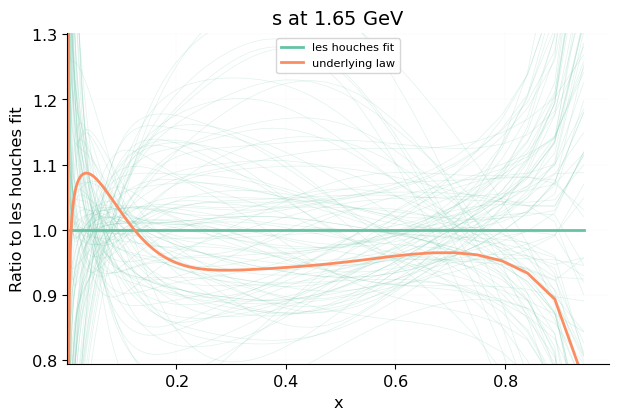 s at 1.65 GeV
les houches fit
underlying law
Ratio to les houches fit
1.3
1.2
1.1
1.0
0.9
0.8
0.2
0.4
0.6
0.8
x